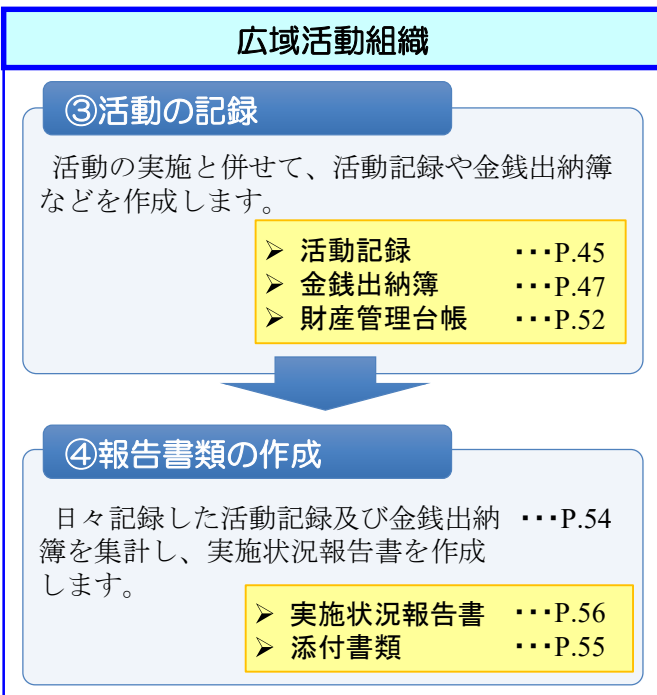 広域活動組織
③活動の記録
活動の実施と併せて、活動記録や金銭出納簿
などを作成します。
➢ 活動記録 ・・・P.45
➢ 金銭出納簿 ・・・P.47
➢ 財産管理台帳 ・・・P.52
④報告書類の作成
日々記録した活動記録及び金銭出納 ・・・P.54
簿を集計し、実施状況報告書を作成
します。
➢ 実施状況報告書 ・・・P.56
➢ 添付書類 ・・・P.55